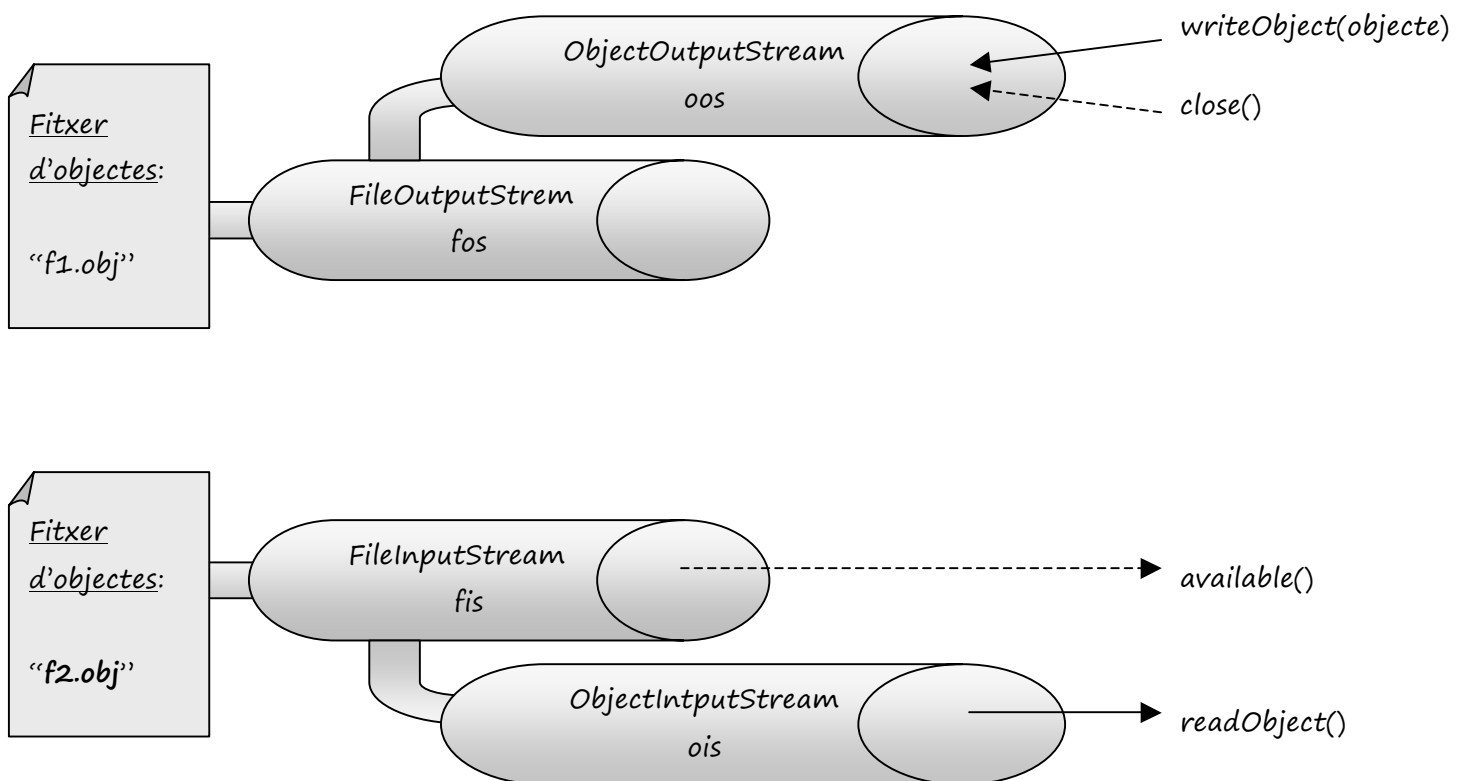 writeObject(objecte)
ObjectOutputStream
oos
close()
Fitxer
d'objectes:
“f1.obj”
FileOutputStrem
fos
Fitxer
d'objectes:
“f2.obj”
FileInputStream
fis
available()
ObjectIntputStream
ois
readObject()